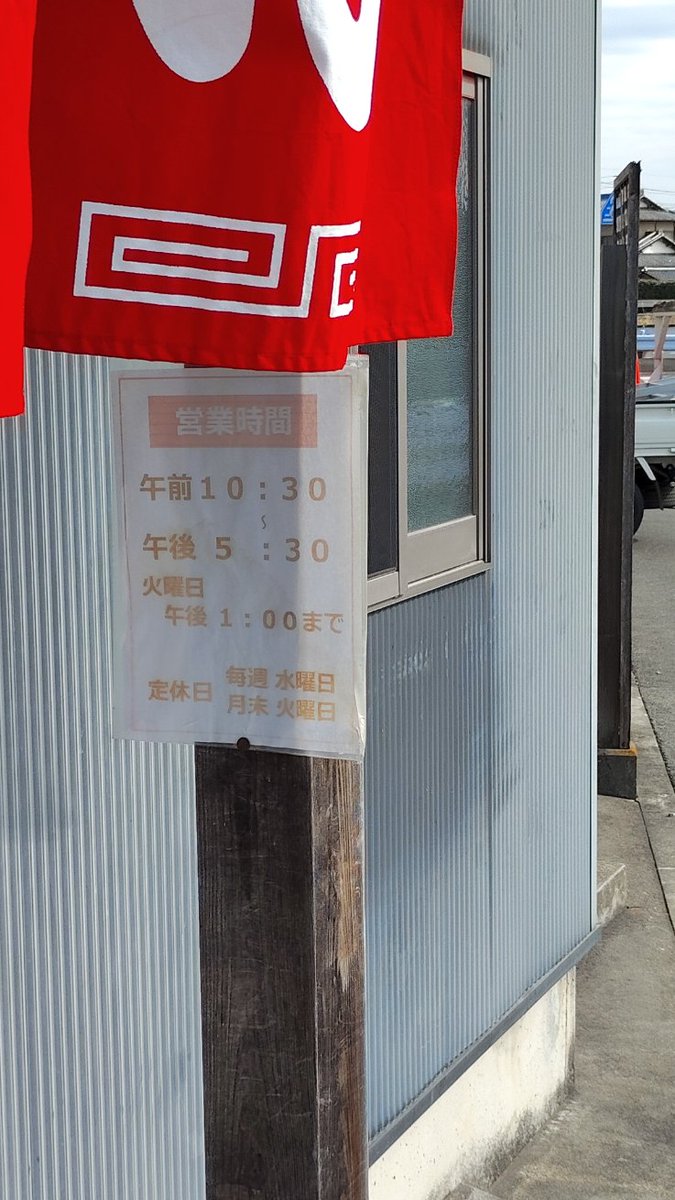 営業時間
午前10:30
~
午後 5 :30
火曜日
午後 1:00まで
定休日 毎週 水曜日
月末 火曜日